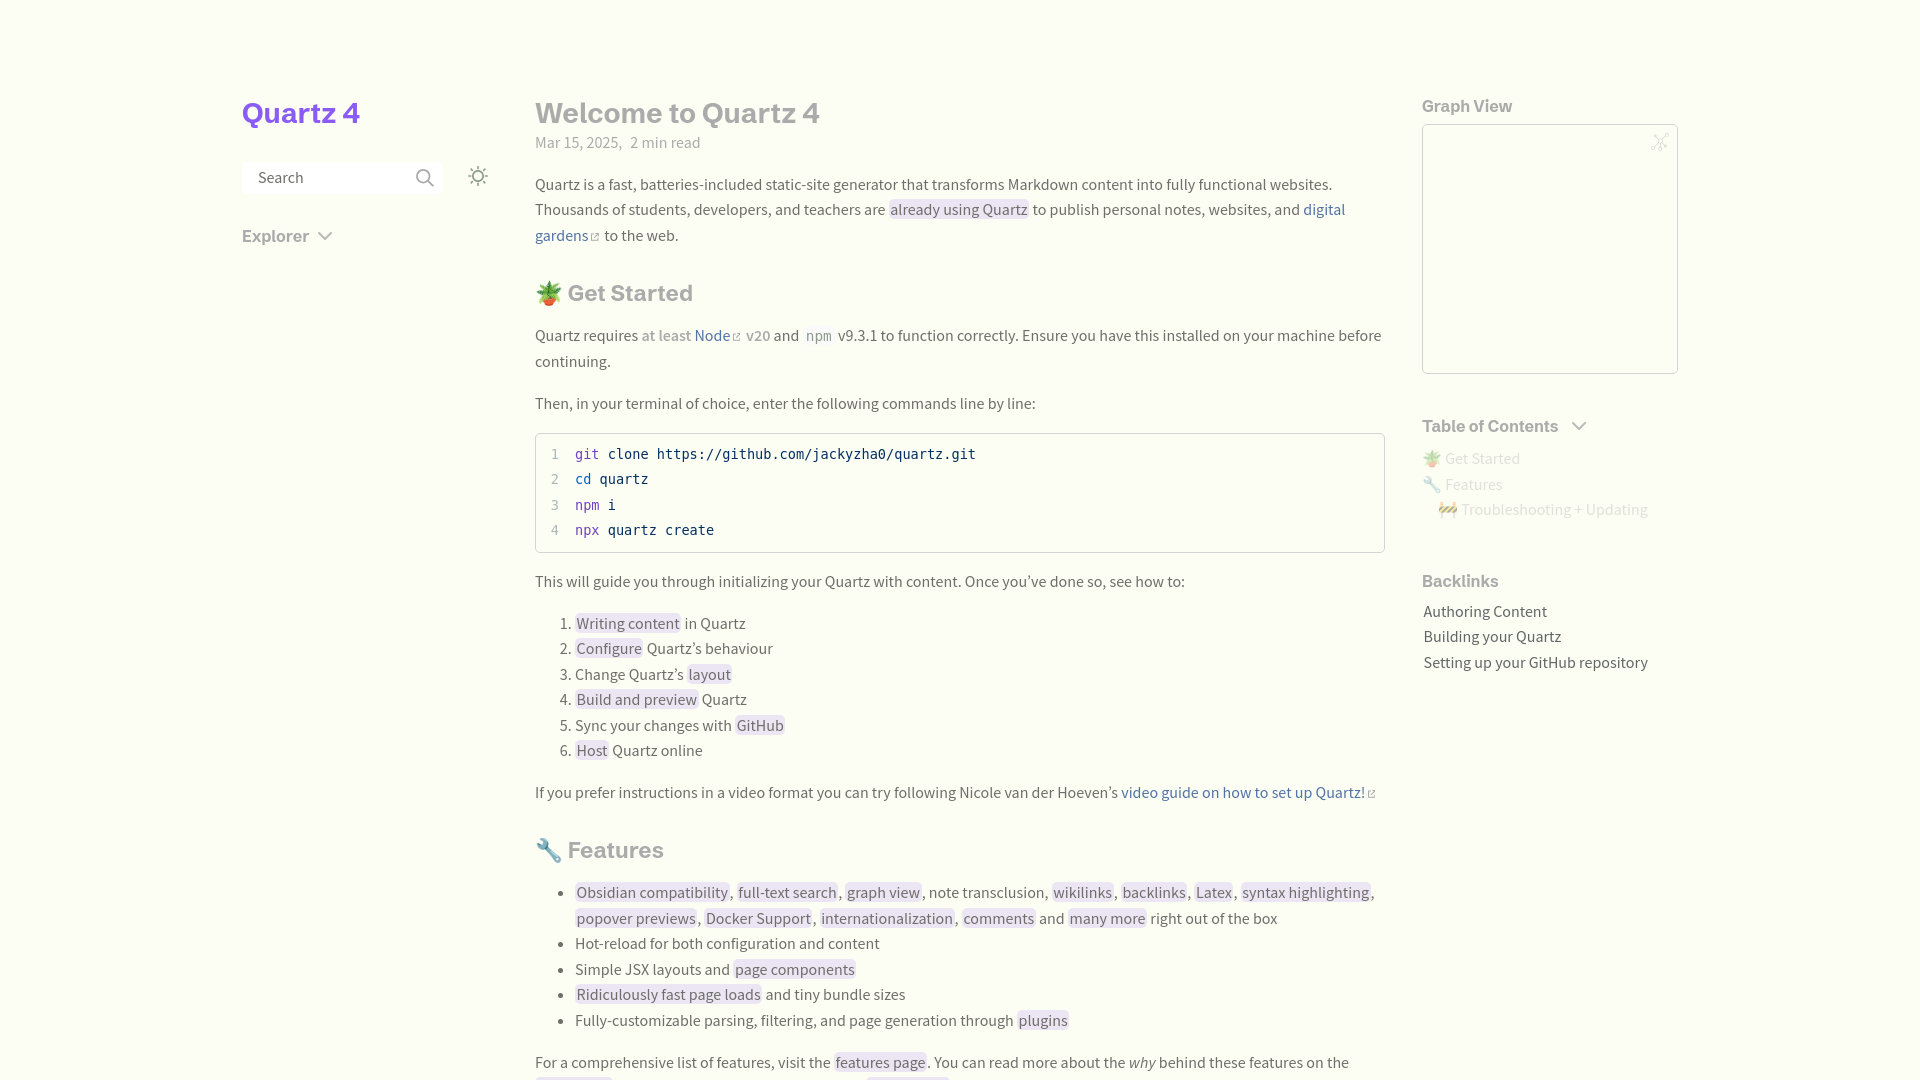 Quartz 4
Search
Explorer
Welcome to Quartz 4
Mar 15, 2025, 2 min read
Quartz is a fast, batteries-included static-site generator that transforms Markdown content into fully functional websites.
Thousands of students, developers, and teachers are already using Quartz to publish personal notes, websites, and digital
gardens to the web.
🪴 Get Started
Quartz requires at least Node v20 and npm v9.3.1 to function correctly. Ensure you have this installed on your machine before
continuing.
Then, in your terminal of choice, enter the following commands line by line:
1 git clone https://github.com/jackyzha0/quartz.git
2 cd quartz
3 npm i
4 npx quartz create
This will guide you through initializing your Quartz with content. Once you’ve done so, see how to:
1. Writing content in Quartz
2. Configure Quartz’s behaviour
3. Change Quartz’s layout
4. Build and preview Quartz
5. Sync your changes with GitHub
6. Host Quartz online
If you prefer instructions in a video format you can try following Nicole van der Hoeven’s video guide on how to set up Quartz!
🔧 Features
• Obsidian compatibility, full-text search, graph view, note transclusion, wikilinks, backlinks, Latex, syntax highlighting,
popover previews, Docker Support, internationalization, comments and many more right out of the box
• Hot-reload for both configuration and content
• Simple JSX layouts and page components
• Ridiculously fast page loads and tiny bundle sizes
• Fully-customizable parsing, filtering, and page generation through plugins
For a comprehensive list of features, visit the features page. You can read more about the why behind these features on the
Graph View
Table of Contents
🪴 Get Started
🔧 Features
🚧 Troubleshooting + Updating
Backlinks
Authoring Content
Building your Quartz
Setting up your GitHub repository